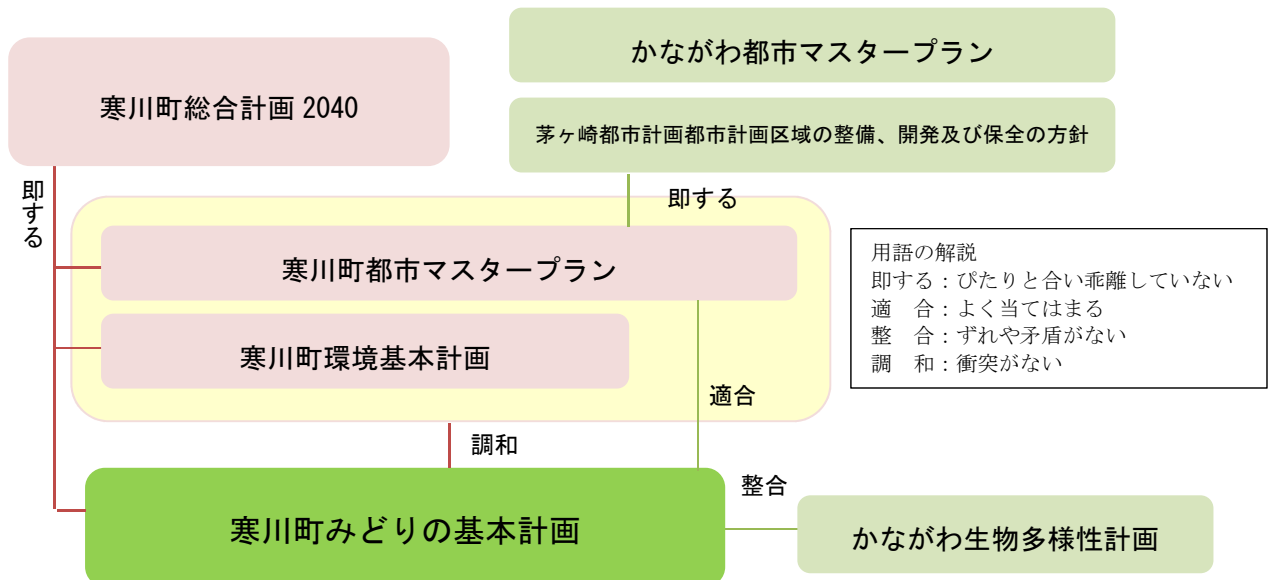 かながわ都市マスタープラン
寒川町総合計画 2040
茅ヶ崎都市計画都市計画区域の整備、開発及び保全の方針
即する
即する
寒川町都市マスタープラン
寒川町環境基本計画
用語の解説
即する：ぴたりと合い乖離していない
適　合：よく当てはまる
整　合：ずれや矛盾がない
調　和：衝突がない
適合
調和
整合
寒川町みどりの基本計画
かながわ生物多様性計画